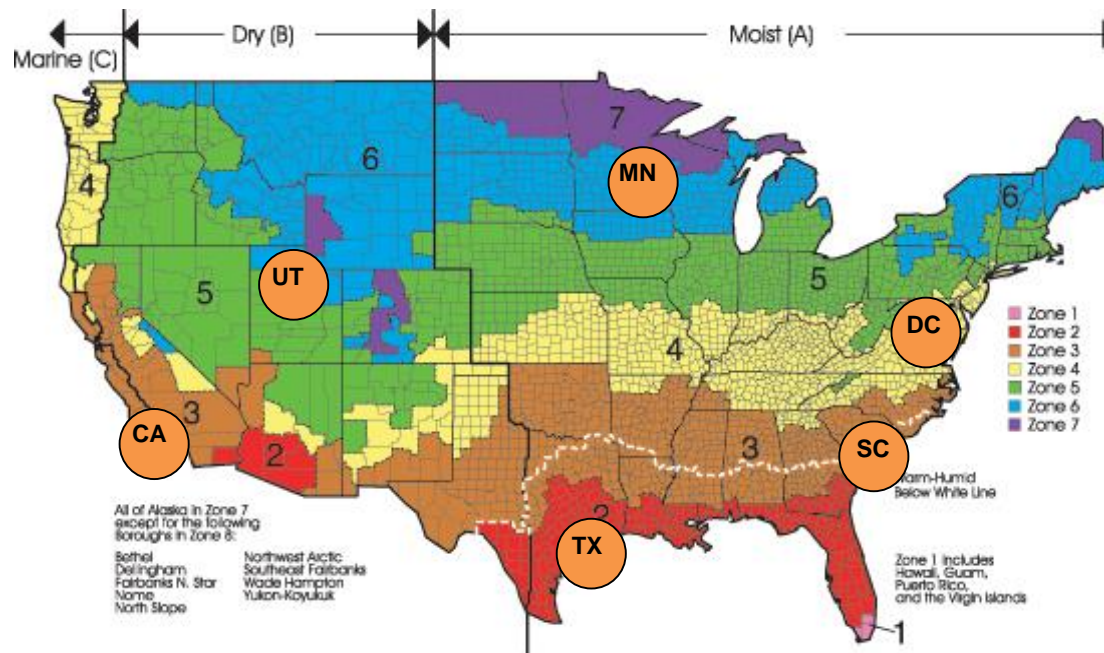 Marine (C)
Dry (B)
Moist (A)
7
6
MN
6
4
5
UT
5
DC
4
3
CA
2
3
SC
2
TX
1
Zone 1
Zone 2
Zone 3
Zone 4
Zone 5
Zone 6
Zone 7
Warm-Humid
Below White Line
All of Alaska in Zone 7
except for the following
Boroughs in Zone 8:
Bethel
Dellingham
Fairbanks N. Star
Nome
North Slope
Northwest Arctic
Southeast Fairbanks
Wade Hampton
Yukon-Koyukuk
Zone 1 includes
Hawaii, Guam,
Puerto Rico,
and the Virgin Islands